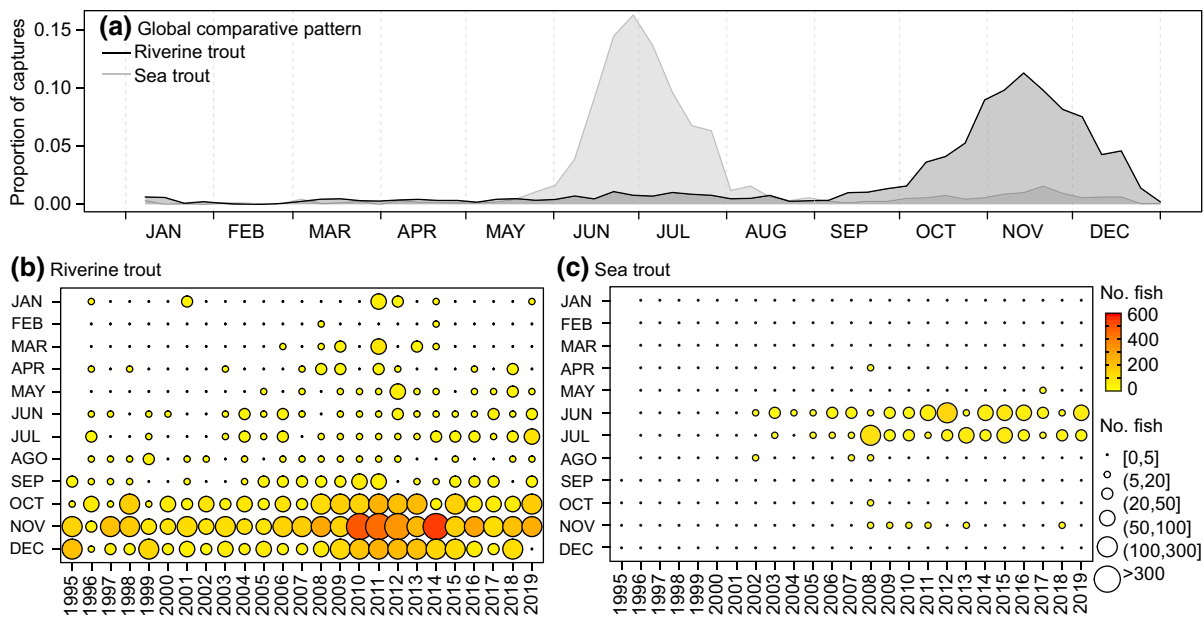 (a) Global comparative pattern
Riverine trout
Sea trout
Proportion of captures
0.15
0.10
0.05
0.00
JAN FEB MAR APR MAY JUN JUL AUG SEP OCT NOV DEC
(b) Riverine trout
JAN
FEB
MAR
APR
MAY
JUN
JUL
AGO
SEP
OCT
NOV
DEC
1995 1996 1997 1998 1999 2000 2001 2002 2003 2004 2005 2006 2007 2008 2009 2010 2011 2012 2013 2014 2015 2016 2017 2018 2019
(c) Sea trout
JAN
FEB
MAR
APR
MAY
JUN
JUL
AGO
SEP
OCT
NOV
DEC
1995 1996 1997 1998 1999 2000 2001 2002 2003 2004 2005 2006 2007 2008 2009 2010 2011 2012 2013 2014 2015 2016 2017 2018 2019
No. fish
600
400
200
0
No. fish
[0,5]
(5,20]
(20,50]
(50,100]
(100,300]
>300